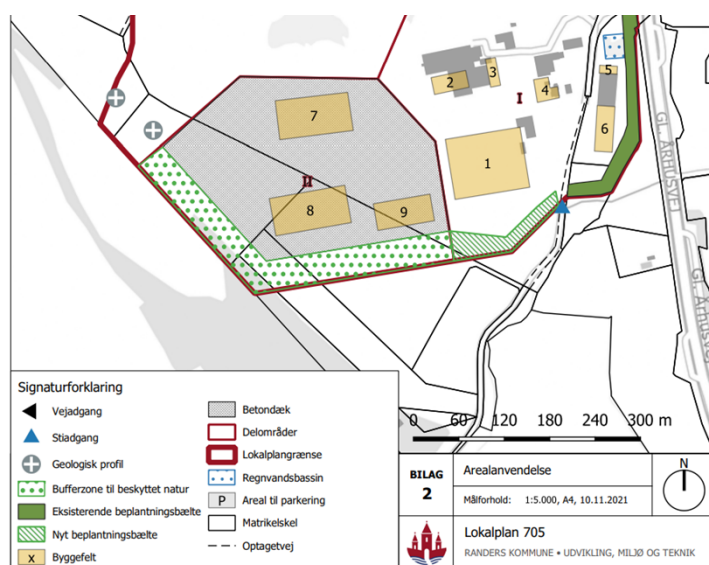 7
2
3
4
5
6
I
1
II
8
9
GL. ÅRHUSVEJ
GL. Århusvej
Signaturforklaring
Vejadgang
Stiadgang
Geologisk profil
Bufferzone til beskyttet natur
Eksisterende beplantningsbælte
Nyt beplantningsbælte
x Byggefelt
Betondæk
Delområder
Lokalplangrænse
Regnvandsbassin
P Areal til parkering
Matrikelskel
Optagetvej
0 60 120 180 240 300 m
BILAG
2
Arealanvendelse
Målforhold: 1:5.000, A4, 10.11.2021
N
Lokalplan 705
RANDERS KOMMUNE • UDVIKLING, MILJØ OG TEKNIK